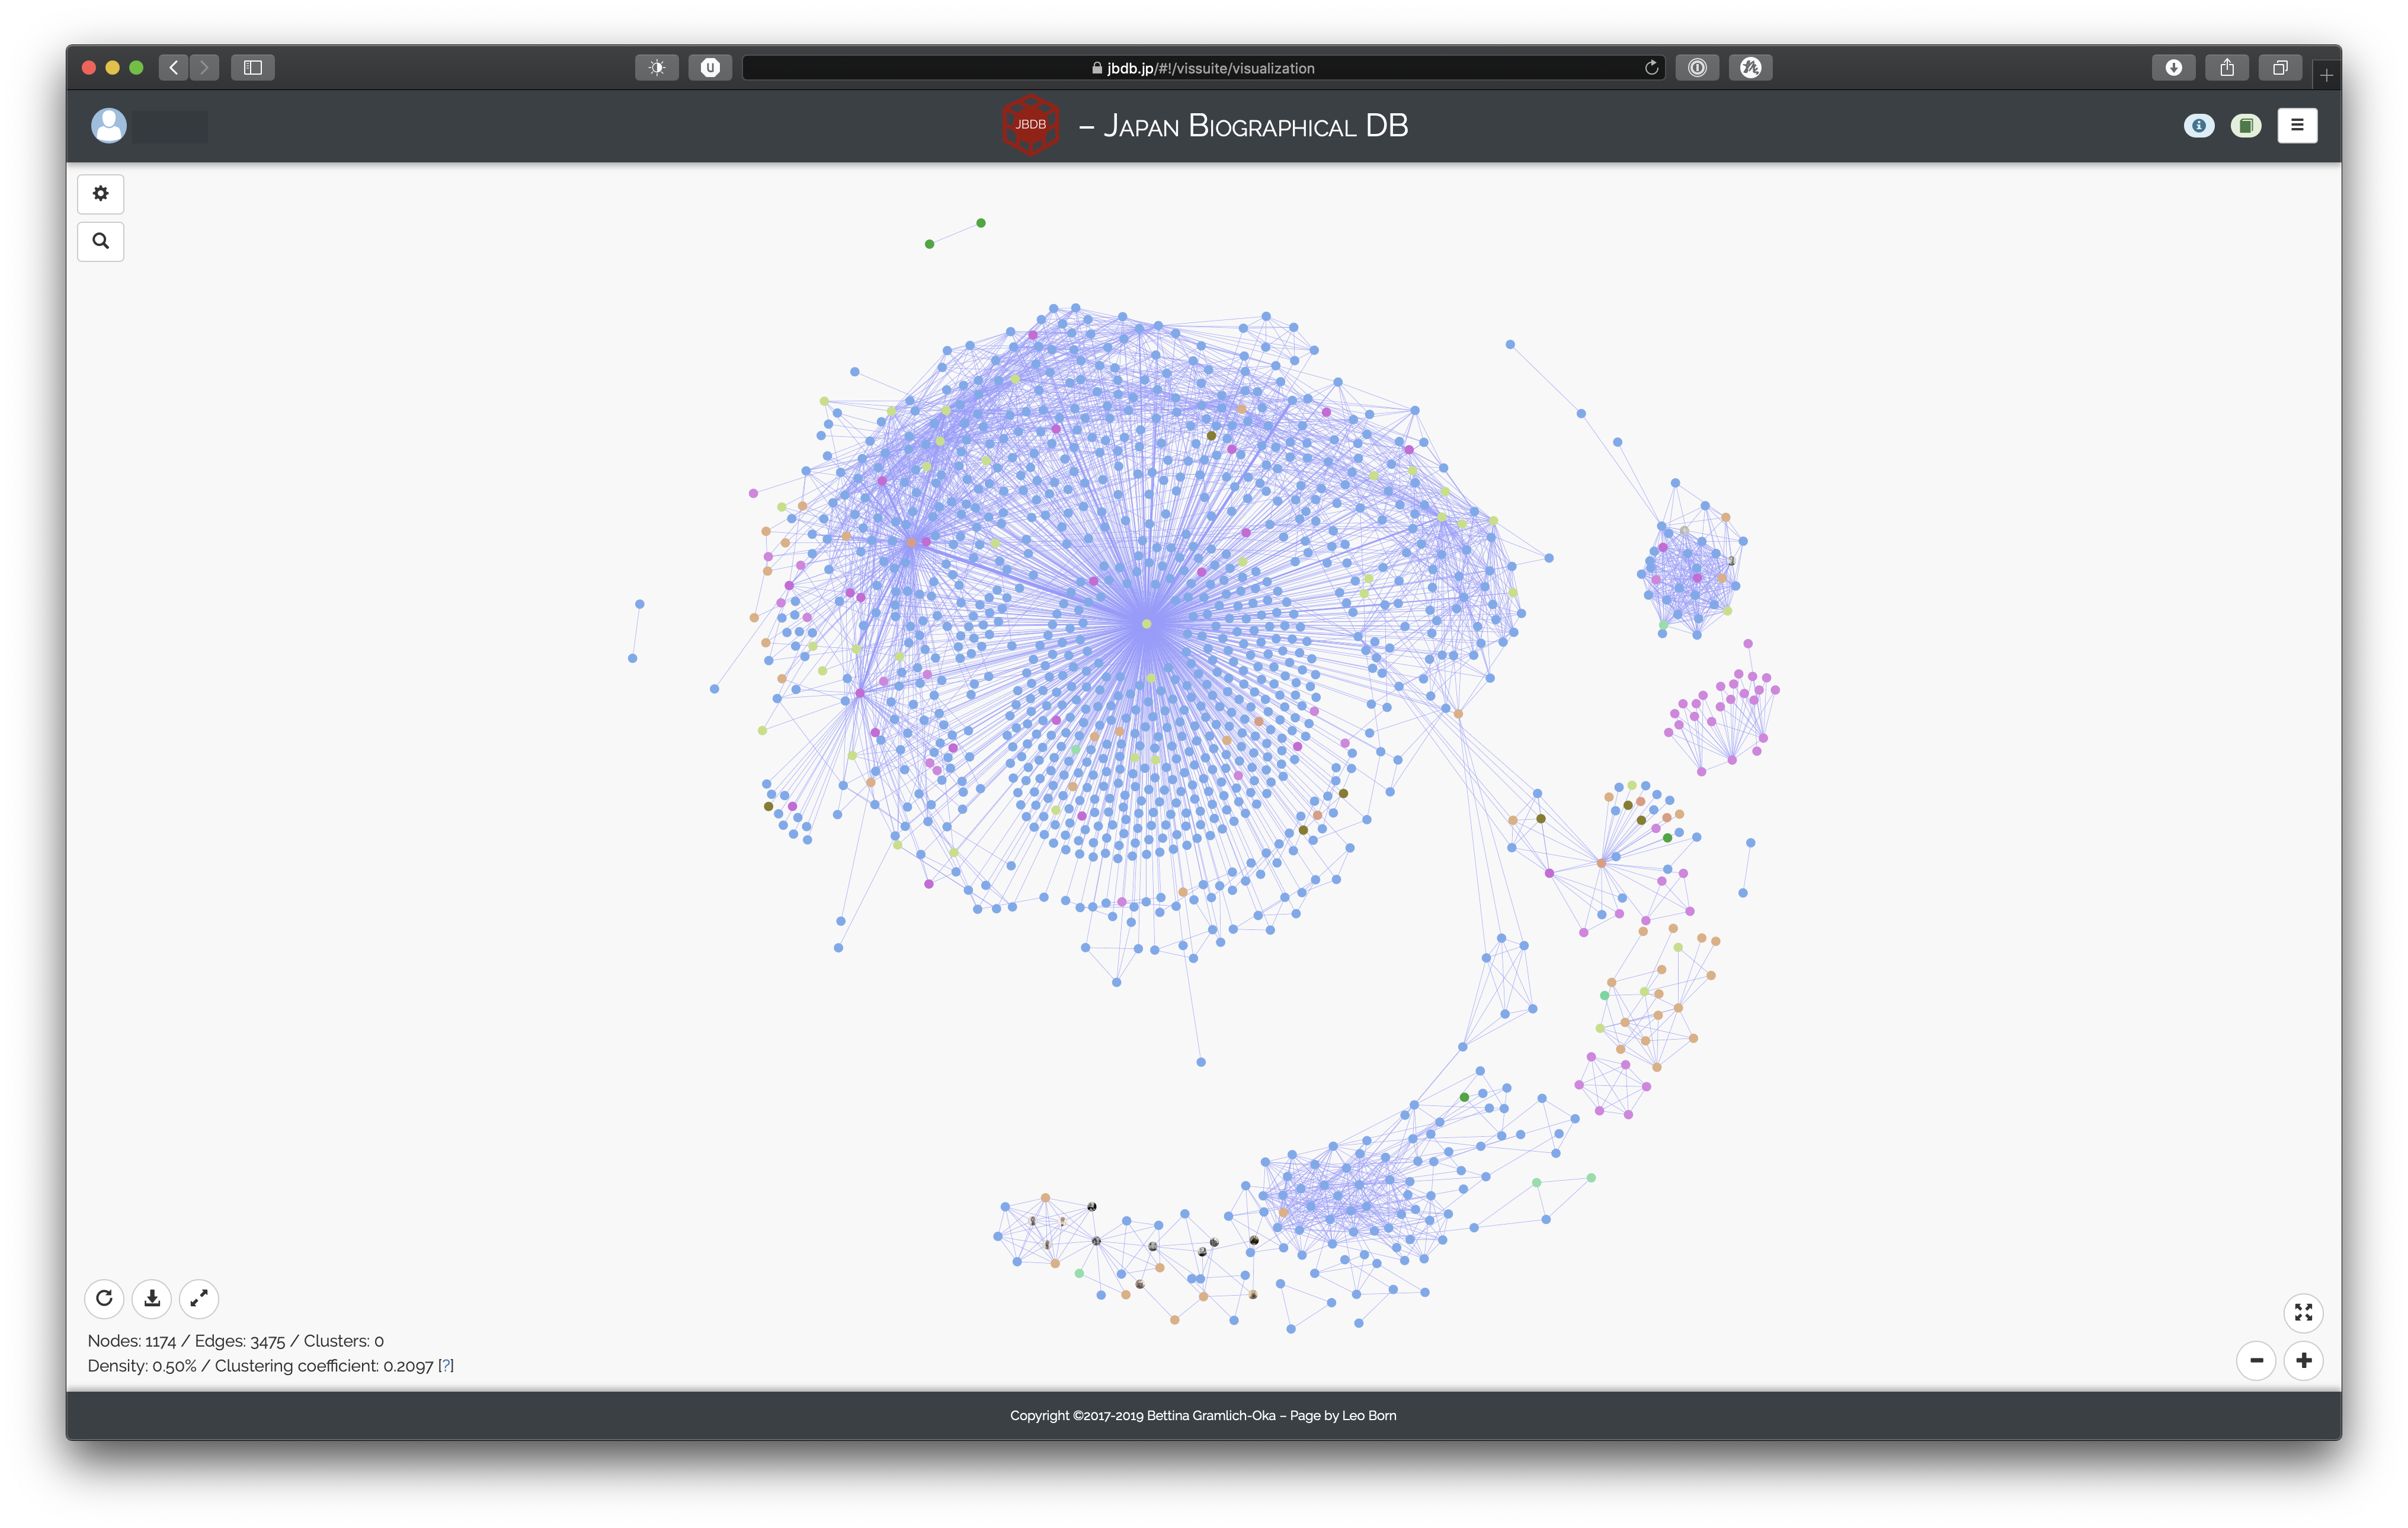 jbdb.jp/#!/vissuite/visualization
JBDB
– Japan Biographical DB
Nodes: 1174 / Edges: 3475 / Clusters: 0
Density: 0.50% / Clustering coefficient: 0.2097 [?]
Copyright ©2017-2019 Bettina Gramlich-Oka – Page by Leo Born